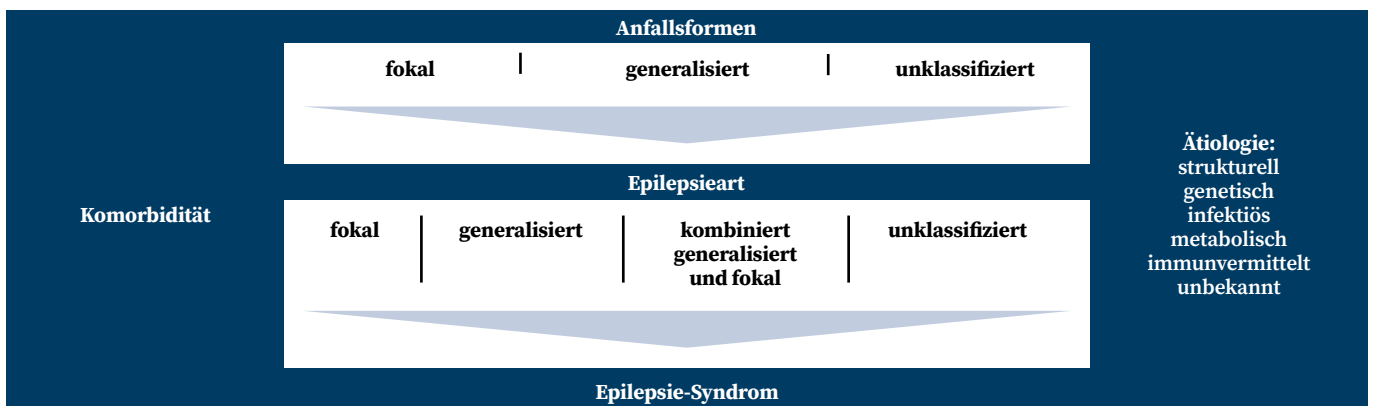 Anfallsformen
fokal generalisiert unklassifiziert
Epilepsieart
fokal generalisiert kombiniert generalisiert und fokal unklassifiziert
Epilepsie-Syndrom
Komorbidität
Ätiologie:
strukturell
genetisch
infektiös
metabolisch
immunvermittelt
unbekannt